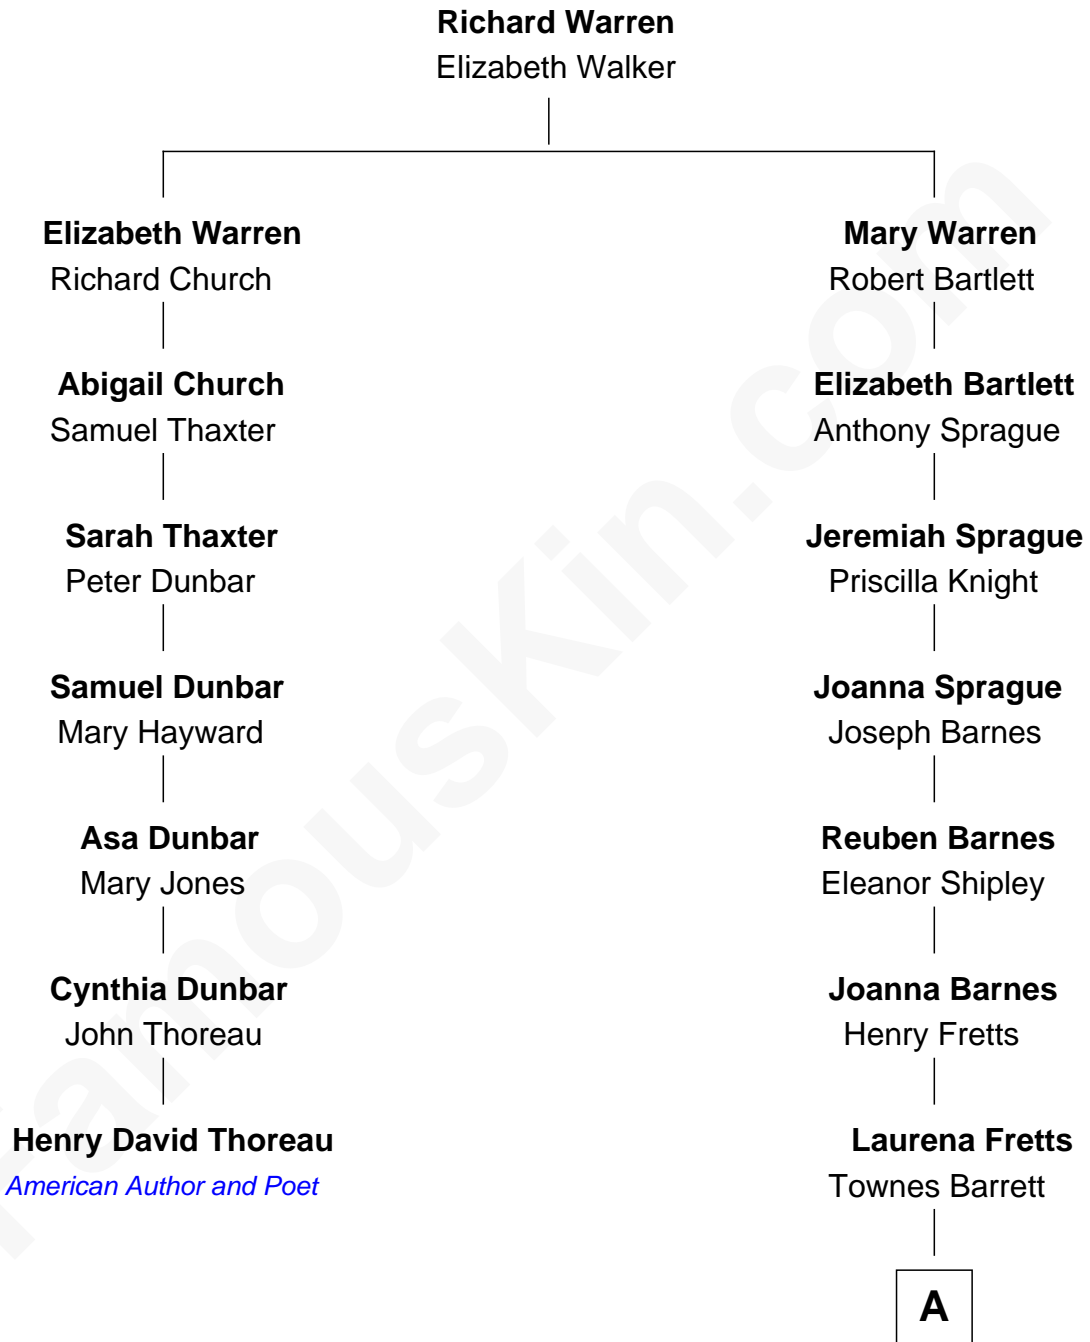 Richard Warren
Elizabeth Walker
Elizabeth Warren
Richard Church
Mary Warren
Robert Bartlett
Abigail Church
Samuel Thaxter
Elizabeth Bartlett
Anthony Sprague
Sarah Thaxter
Peter Dunbar
Jeremiah Sprague
Priscilla Knight
Samuel Dunbar
Mary Hayward
Joanna Sprague
Joseph Barnes
Asa Dunbar
Mary Jones
Reuben Barnes
Eleanor Shipley
Cynthia Dunbar
John Thoreau
Joanna Barnes
Henry Fretts
Henry David Thoreau
American Author and Poet
Laurena Fretts
Townes Barrett
A
FamousKin.com